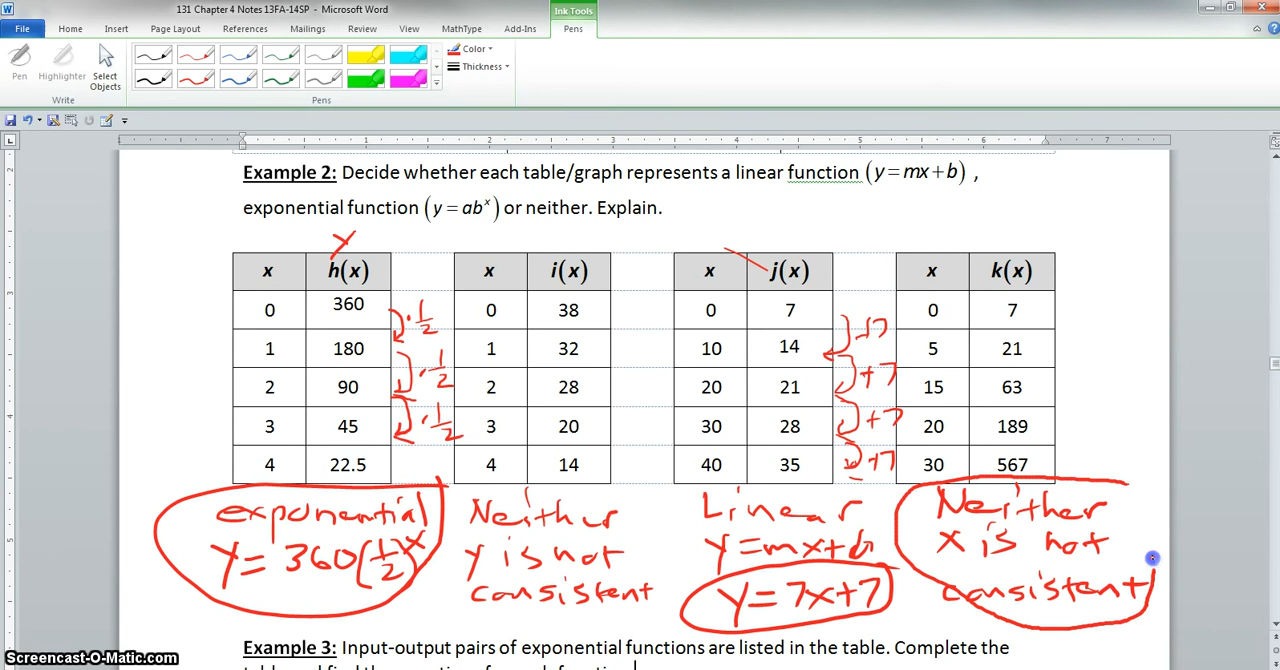 131 Chapter 4 Notes 13FA-14SP - Microsoft Word
Ink Tools
File Home Insert Page Layout References Mailings Review View MathType Add-Ins Pens
Pen
Highlighter
Select
Objects
Color
Thickness
Write
Pens
1 2 3 4 5 6 7
Example 2: Decide whether each table/graph represents a linear function (y = mx + b) ,
exponential function (y = ab^x) or neither. Explain.
y
x h(x) x i(x) x j(x) x k(x)
0 360 0 38 0 7 0 7
·1/2 +7
1 180 1 32 10 14 5 21
·1/2 +7
2 90 2 28 20 21 15 63
·1/2 +7
3 45 3 20 30 28 20 189
+7
4 22.5 4 14 40 35 30 567
exponential
y = 360(1/2)^x
Neither
y is not
consistent
Linear
y = mx + b
y = 7x + 7
Neither
x is not
consistent
Example 3: Input-output pairs of exponential functions are listed in the table. Complete the
Screencast-O-Matic.com